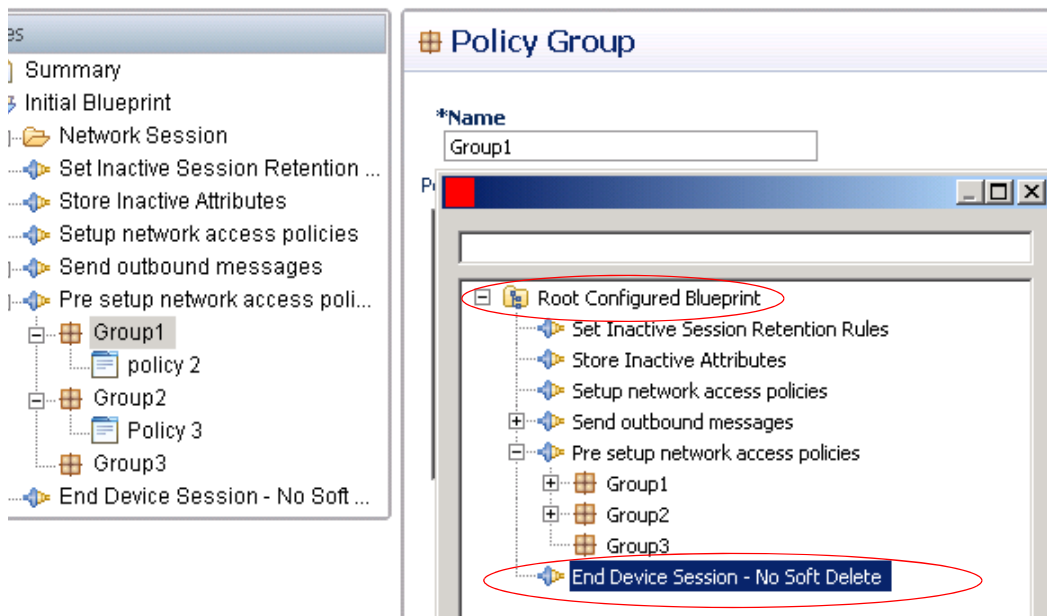 es
Summary
Initial Blueprint
Network Session
Set Inactive Session Retention ...
Store Inactive Attributes
Setup network access policies
Send outbound messages
Pre setup network access poli...
Group1
policy 2
Group2
Policy 3
Group3
End Device Session - No Soft ...
Policy Group
*Name
Group1
Root Configured Blueprint
Set Inactive Session Retention Rules
Store Inactive Attributes
Setup network access policies
Send outbound messages
Pre setup network access policies
Group1
Group2
Group3
End Device Session - No Soft Delete